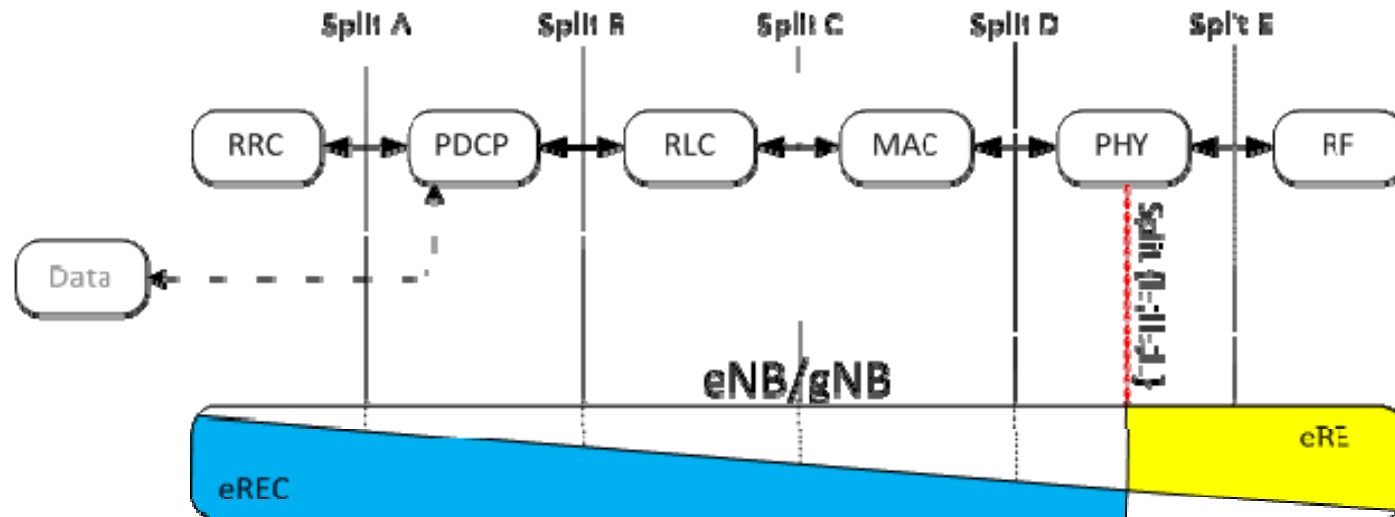 Split A Split B Split C Split D Split E
RRC PDCP RLC MAC PHY RF
Data
eNB/gNB
eRE
eREC